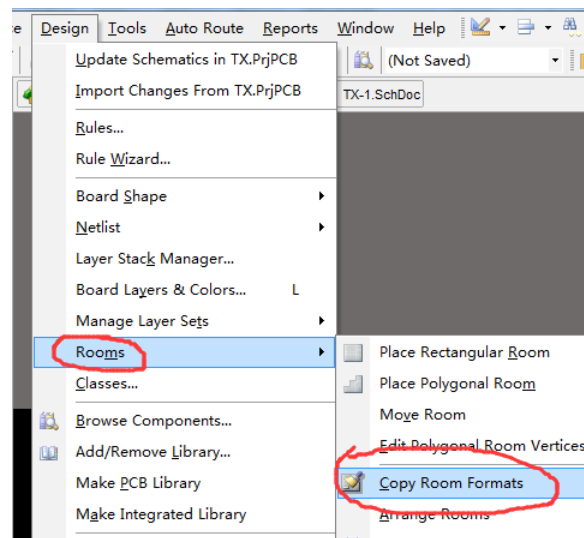 e Design Tools Auto Route Reports Window Help
Update Schematics in TX.PrjPCB
(Not Saved)
Import Changes From TX.PrjPCB
TX-1.SchDoc
Rules...
Rule Wizard...
Board Shape
Netlist
Layer Stack Manager...
Board Layers & Colors... L
Manage Layer Sets
Rooms
Place Rectangular Room
Classes...
Place Polygonal Room
Move Room
Browse Components...
Edit Polygonal Room Vertices
Add/Remove Library...
Make PCB Library
Copy Room Formats
Make Integrated Library
Arrange Rooms